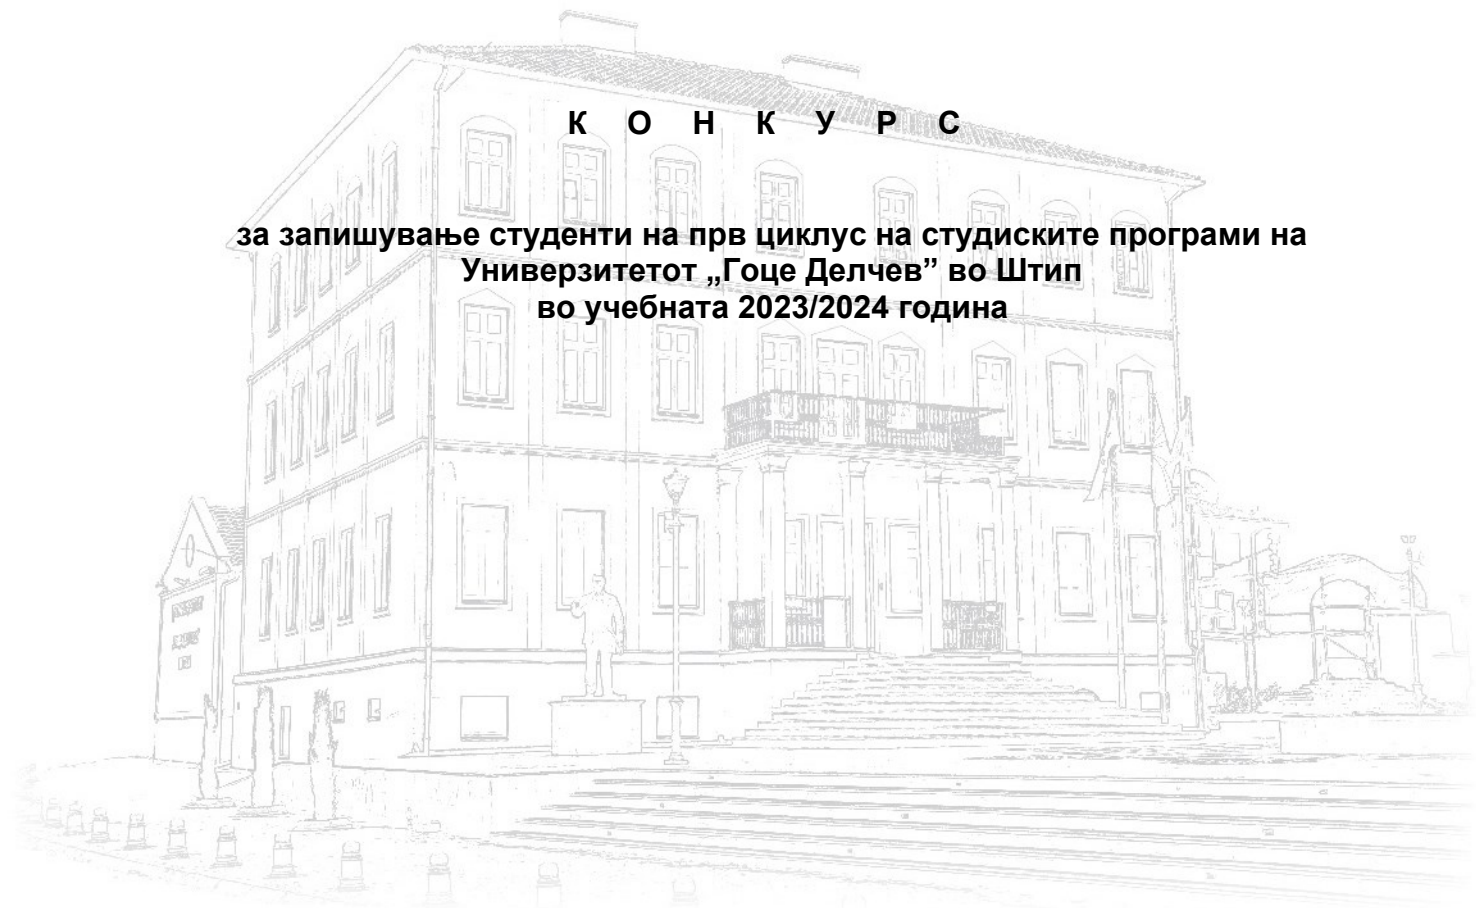 К О Н К У Р С
за запишување студенти на прв циклус на студиските програми на
Универзитетот „Гоце Делчев” во Штип
во учебната 2023/2024 година